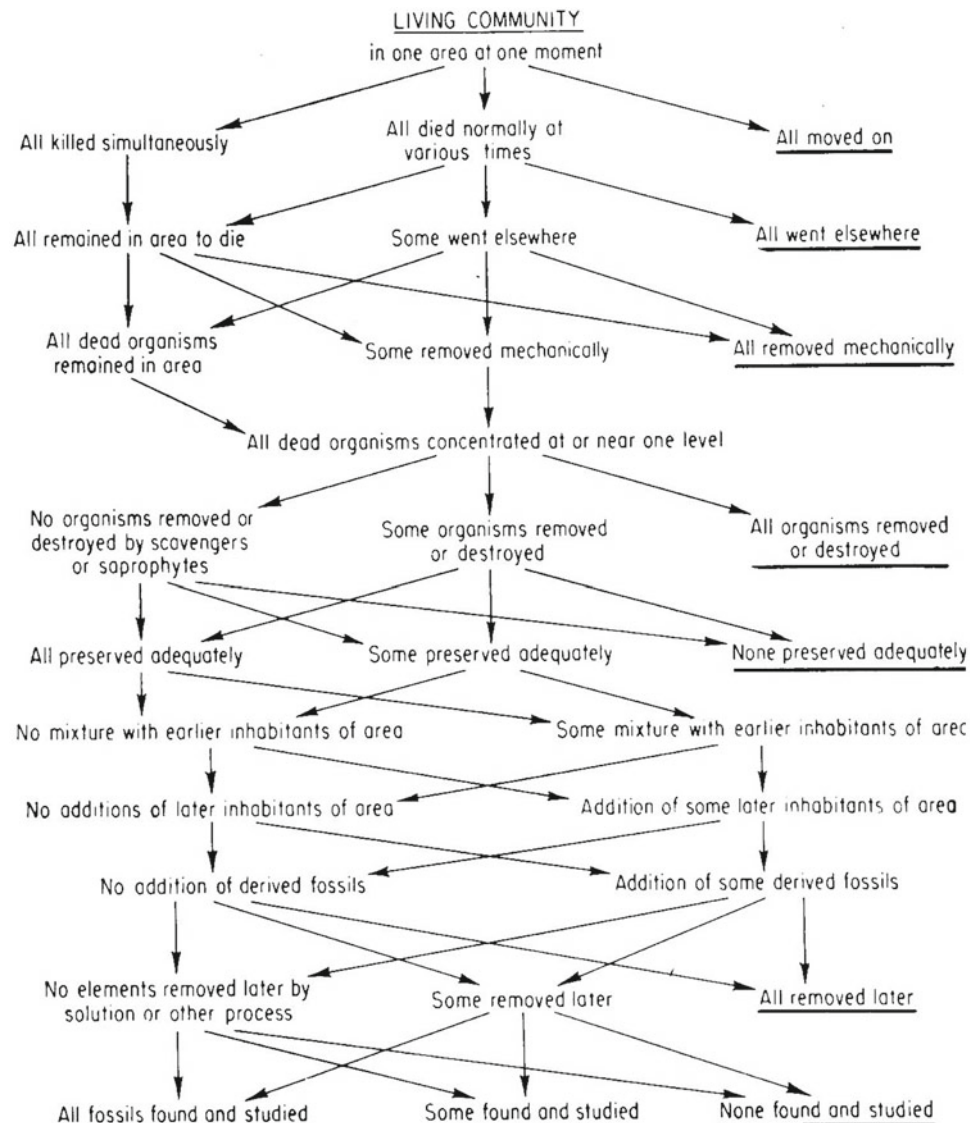 LIVING COMMUNITY
in one area at one moment
All killed simultaneously
All died normally at
various times
All moved on
All remained in area to die
Some went elsewhere
All went elsewhere
All dead organisms
remained in area
Some removed mechanically
All removed mechanically
All dead organisms concentrated at or near one level
No organisms removed or
destroyed by scavengers
or saprophytes
Some organisms removed
or destroyed
All organisms removed
or destroyed
All preserved adequately
Some preserved adequately
None preserved adequately
No mixture with earlier inhabitants of area
Some mixture with earlier inhabitants of area
No additions of later inhabitants of area
Addition of some later inhabitants of area
No addition of derived fossils
Addition of some derived fossils
No elements removed later by
solution or other process
Some removed later
All removed later
All fossils found and studied
Some found and studied
None found and studied